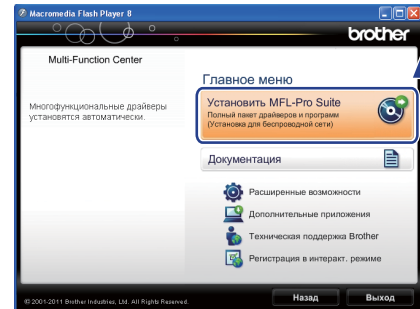 Macromedia Flash Player 8
brother
Multi-Function Center
Главное меню
Многофункциональные драйверы
установятся автоматически.
Установить MFL-Pro Suite
Полный пакет драйверов и программ
(Установка для беспроводной сети)
Документация
Расширенные возможности
Дополнительные приложения
Техническая поддержка Brother
Регистрация в интеракт. режиме
© 2001-2011 Brother Industries, Ltd. All Rights Reserved.
Назад
Выход